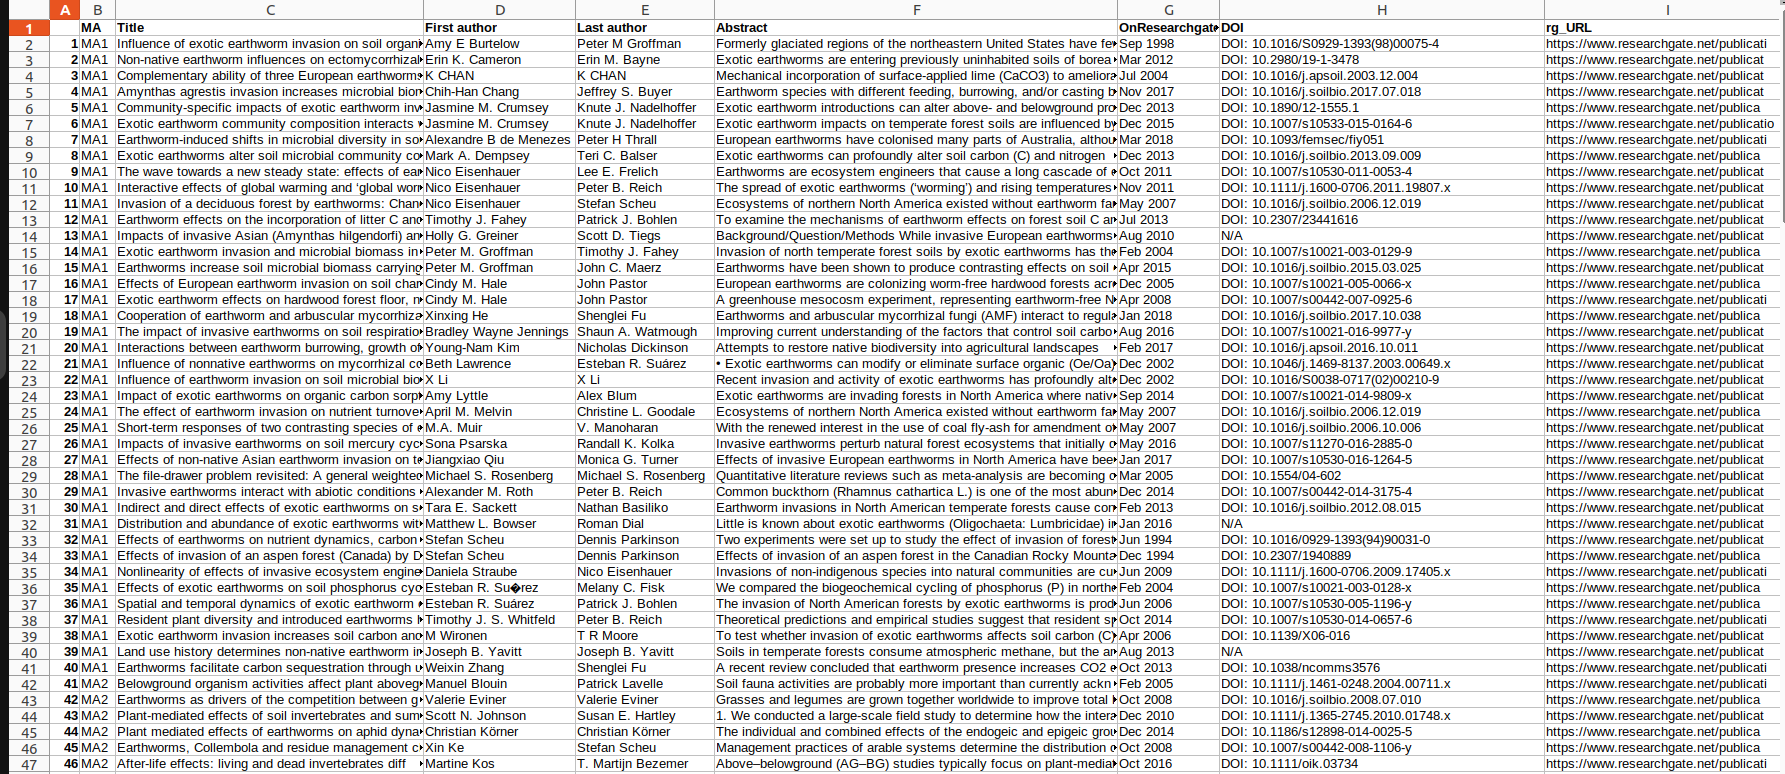 A B C D E F G H I
1 MA Title First author Last author Abstract OnResearchgate DOI rg_URL
2 1 MA1 Influence of exotic earthworm invasion on soil organi Amy E Burtelow Peter M Groffman Formerly glaciated regions of the northeastern United States have fe Sep 1998 DOI: 10.1016/S0929-1393(98)00075-4 https://www.researchgate.net/publicati
3 2 MA1 Non-native earthworm influences on ectomycorrhizal Erin K. Cameron Erin M. Bayne Exotic earthworms are entering previously uninhabited soils of borea Mar 2012 DOI: 10.2980/19-1-3478 https://www.researchgate.net/publicat
4 3 MA1 Complementary ability of three European earthworms K CHAN K CHAN Mechanical incorporation of surface-applied lime (CaCO3) to ameliora Jul 2004 DOI: 10.1016/j.apsoil.2003.12.004 https://www.researchgate.net/publicat
5 4 MA1 Amynthas agrestis invasion increases microbial bion Chih-Han Chang Jeffrey S. Buyer Earthworm species with different feeding, burrowing, and/or casting b Nov 2017 DOI: 10.1016/j.soilbio.2017.07.018 https://www.researchgate.net/publicat
6 5 MA1 Community-specific impacts of exotic earthworm inv Jasmine M. Crumsey Knute J. Nadelhoffer Exotic earthworm introductions can alter above- and belowground pro Dec 2013 DOI: 10.1890/12-1555.1 https://www.researchgate.net/publica
7 6 MA1 Exotic earthworm community composition interacts Jasmine M. Crumsey Knute J. Nadelhoffer Exotic earthworm impacts on temperate forest soils are influenced by Dec 2015 DOI: 10.1007/s10533-015-0164-6 https://www.researchgate.net/publicatio
8 7 MA1 Earthworm-induced shifts in microbial diversity in so Alexandre B de Menezes Peter H Thrall European earthworms have colonised many parts of Australia, althou Mar 2018 DOI: 10.1093/femsec/fiy051 https://www.researchgate.net/publicati
9 8 MA1 Exotic earthworms alter soil microbial community co Mark A. Dempsey Teri C. Balser Exotic earthworms can profoundly alter soil carbon (C) and nitrogen Dec 2013 DOI: 10.1016/j.soilbio.2013.09.009 https://www.researchgate.net/publica
10 9 MA1 The wave towards a new steady state: effects of ea Nico Eisenhauer Lee E. Frelich Earthworms are ecosystem engineers that cause a long cascade of e Oct 2011 DOI: 10.1007/s10530-011-0053-4 https://www.researchgate.net/publicat
11 10 MA1 Interactive effects of global warming and ‘global wor Nico Eisenhauer Peter B. Reich The spread of exotic earthworms (‘worming’) and rising temperatures Nov 2011 DOI: 10.1111/j.1600-0706.2011.19807.x https://www.researchgate.net/publicat
12 11 MA1 Invasion of a deciduous forest by earthworms: Chan Nico Eisenhauer Stefan Scheu Ecosystems of northern North America existed without earthworm fa May 2007 DOI: 10.1016/j.soilbio.2006.12.019 https://www.researchgate.net/publicat
13 12 MA1 Earthworm effects on the incorporation of litter C an Timothy J. Fahey Patrick J. Bohlen To examine the mechanisms of earthworm effects on forest soil C ar Jul 2013 DOI: 10.2307/23441616 https://www.researchgate.net/publicat
14 13 MA1 Impacts of invasive Asian (Amynthas hilgendorfi) an Holly G. Greiner Scott D. Tiegs Background/Question/Methods While invasive European earthworms Aug 2010 N/A https://www.researchgate.net/publicat
15 14 MA1 Exotic earthworm invasion and microbial biomass in Peter M. Groffman Timothy J. Fahey Invasion of north temperate forest soils by exotic earthworms has the Feb 2004 DOI: 10.1007/s10021-003-0129-9 https://www.researchgate.net/publica
16 15 MA1 Earthworms increase soil microbial biomass carrying Peter M. Groffman John C. Maerz Earthworms have been shown to produce contrasting effects on soil Apr 2015 DOI: 10.1016/j.soilbio.2015.03.025 https://www.researchgate.net/publicat
17 16 MA1 Effects of European earthworm invasion on soil char Cindy M. Hale John Pastor European earthworms are colonizing worm-free hardwood forests acr Dec 2005 DOI: 10.1007/s10021-005-0066-x https://www.researchgate.net/publica
18 17 MA1 Exotic earthworm effects on hardwood forest floor, n Cindy M. Hale John Pastor A greenhouse mesocosm experiment, representing earthworm-free N Apr 2008 DOI: 10.1007/s00442-007-0925-6 https://www.researchgate.net/publicati
19 18 MA1 Cooperation of earthworm and arbuscular mycorrhiza Xinxing He Shenglei Fu Earthworms and arbuscular mycorrhizal fungi (AMF) interact to regula Jan 2018 DOI: 10.1016/j.soilbio.2017.10.038 https://www.researchgate.net/publicat
20 19 MA1 The impact of invasive earthworms on soil respiratio Bradley Wayne Jennings Shaun A. Watmough Improving current understanding of the factors that control soil carbo Aug 2016 DOI: 10.1007/s10021-016-9977-y https://www.researchgate.net/publicat
21 20 MA1 Interactions between earthworm burrowing, growth of Young-Nam Kim Nicholas Dickinson Attempts to restore native biodiversity into agricultural landscapes Feb 2017 DOI: 10.1016/j.apsoil.2016.10.011 https://www.researchgate.net/publicat
22 21 MA1 Influence of nonnative earthworms on mycorrhizal co Beth Lawrence Esteban R. Suárez • Exotic earthworms can modify or eliminate surface organic (Oe/Oa) Dec 2002 DOI: 10.1046/j.1469-8137.2003.00649.x https://www.researchgate.net/publicat
23 22 MA1 Influence of earthworm invasion on soil microbial bio X Li X Li Recent invasion and activity of exotic earthworms has profoundly alt Dec 2002 DOI: 10.1016/S0038-0717(02)00210-9 https://www.researchgate.net/publicat
24 23 MA1 Impact of exotic earthworms on organic carbon sorp Amy Lyttle Alex Blum Exotic earthworms are invading forests in North America where nativ Sep 2014 DOI: 10.1007/s10021-014-9809-x https://www.researchgate.net/publicat
25 24 MA1 The effect of earthworm invasion on nutrient turnove April M. Melvin Christine L. Goodale Ecosystems of northern North America existed without earthworm fa May 2007 DOI: 10.1016/j.soilbio.2006.12.019 https://www.researchgate.net/publicat
26 25 MA1 Short-term responses of two contrasting species of M.A. Muir V. Manoharan With the renewed interest in the use of coal fly-ash for amendment o May 2007 DOI: 10.1016/j.soilbio.2006.10.006 https://www.researchgate.net/publicat
27 26 MA1 Impacts of invasive earthworms on soil mercury cyc Sona Psarska Randall K. Kolka Invasive earthworms perturb natural forest ecosystems that initially o May 2016 DOI: 10.1007/s11270-016-2885-0 https://www.researchgate.net/publicat
28 27 MA1 Effects of non-native Asian earthworm invasion on te Jiangxiao Qiu Monica G. Turner Effects of invasive European earthworms in North America have bee Jan 2017 DOI: 10.1007/s10530-016-1264-5 https://www.researchgate.net/publicat
29 28 MA1 The file-drawer problem revisited: A general weighte Michael S. Rosenberg Michael S. Rosenberg Quantitative literature reviews such as meta-analysis are becoming Mar 2005 DOI: 10.1554/04-602 https://www.researchgate.net/publicat
30 29 MA1 Invasive earthworms interact with abiotic conditions Alexander M. Roth Peter B. Reich Common buckthorn (Rhamnus cathartica L.) is one of the most abun Dec 2014 DOI: 10.1007/s00442-014-3175-4 https://www.researchgate.net/publicat
31 30 MA1 Indirect and direct effects of exotic earthworms on s Tara E. Sackett Nathan Basiliko Earthworm invasions in North American temperate forests cause con Feb 2013 DOI: 10.1016/j.soilbio.2012.08.015 https://www.researchgate.net/publicat
32 31 MA1 Distribution and abundance of exotic earthworms wit Matthew L. Bowser Roman Dial Little is known about exotic earthworms (Oligochaeta: Lumbricidae) i Jan 2016 N/A https://www.researchgate.net/publicat
33 32 MA1 Effects of earthworms on nutrient dynamics, carbon Stefan Scheu Dennis Parkinson Two experiments were set up to study the effect of invasion of forest Jun 1994 DOI: 10.1016/0929-1393(94)90031-0 https://www.researchgate.net/publicat
34 33 MA1 Effects of invasion of an aspen forest (Canada) by D Stefan Scheu Dennis Parkinson Effects of invasion of aspen forest in the Canadian Rocky Mounta Dec 1994 DOI: 10.2307/1940889 https://www.researchgate.net/publica
35 34 MA1 Nonlinearity of effects of invasive ecosystem engine Daniela Straube Nico Eisenhauer Invasions of non-indigenous species into natural communities are cu Jun 2009 DOI: 10.1111/j.1600-0706.2009.17405.x https://www.researchgate.net/publicati
36 35 MA1 Effects of exotic earthworms on soil phosphorus cyc Esteban R. Su�rez Melany C. Fisk We compared the biogeochemical cycling of phosphorus (P) in north Feb 2004 DOI: 10.1007/s10021-003-0128-x https://www.researchgate.net/publica
37 36 MA1 Spatial and temporal dynamics of exotic earthworm Esteban R. Suárez Patrick J. Bohlen The invasion of North American forests by exotic earthworms is prod Jun 2006 DOI: 10.1007/s10530-005-1196-y https://www.researchgate.net/publica
38 37 MA1 Resident plant diversity and introduced earthworms Timothy J. S. Whitfeld Peter B. Reich Theoretical predictions and empirical studies suggest that resident s Oct 2014 DOI: 10.1007/s10530-014-0657-6 https://www.researchgate.net/publicati
39 38 MA1 Exotic earthworm invasion increases soil carbon and M Wironen T R Moore To test whether invasion of exotic earthworms affects soil carbon (C) Apr 2006 DOI: 10.1139/X06-016 https://www.researchgate.net/publicat
40 39 MA1 Land use history determines non-native earthworm i Joseph B. Yavitt Joseph B. Yavitt Soils in temperate forests consume atmospheric methane, but the ar Aug 2013 N/A https://www.researchgate.net/publicat
41 40 MA1 Earthworms facilitate carbon sequestration through u Weixin Zhang Shenglei Fu A recent review concluded that earthworm presence increases CO2 e Oct 2013 DOI: 10.1038/ncomms3576 https://www.researchgate.net/publicati
42 41 MA2 Belowground organism activities affect plant aboveg Manuel Blouin Patrick Lavelle Soil fauna activities are probably more important than currently ackn Feb 2005 DOI: 10.1111/j.1461-0248.2004.00711.x https://www.researchgate.net/publicati
43 42 MA2 Earthworms as drivers of the competition between g Valerie Eviner Valerie Eviner Grasses and legumes are grown together worldwide to improve total Oct 2008 DOI: 10.1016/j.soilbio.2008.07.010 https://www.researchgate.net/publica
44 43 MA2 Plant-mediated effects of soil invertebrates and sum Scott N. Johnson Susan E. Hartley 1. We conducted a large-scale field study to determine how the intera Dec 2010 DOI: 10.1111/j.1365-2745.2010.01748.x https://www.researchgate.net/publicat
45 44 MA2 Plant mediated effects of earthworms on aphid dyna Christian Körner Christian Körner The individual and combined effects of the endogeic and epigeic gro Dec 2014 DOI: 10.1186/s12898-014-0025-5 https://www.researchgate.net/publica
46 45 MA2 Earthworms, Collembola and residue management c Xin Ke Stefan Scheu Management practices of arable systems determine the distribution o Oct 2008 DOI: 10.1007/s00442-008-1106-y https://www.researchgate.net/publicat
47 46 MA2 After-life effects: living and dead invertebrates diff Martine Kos T. Martijn Bezemer Above–belowground (AG–BG) studies typically focus on plant-media Oct 2016 DOI: 10.1111/oik.03734 https://www.researchgate.net/publicati